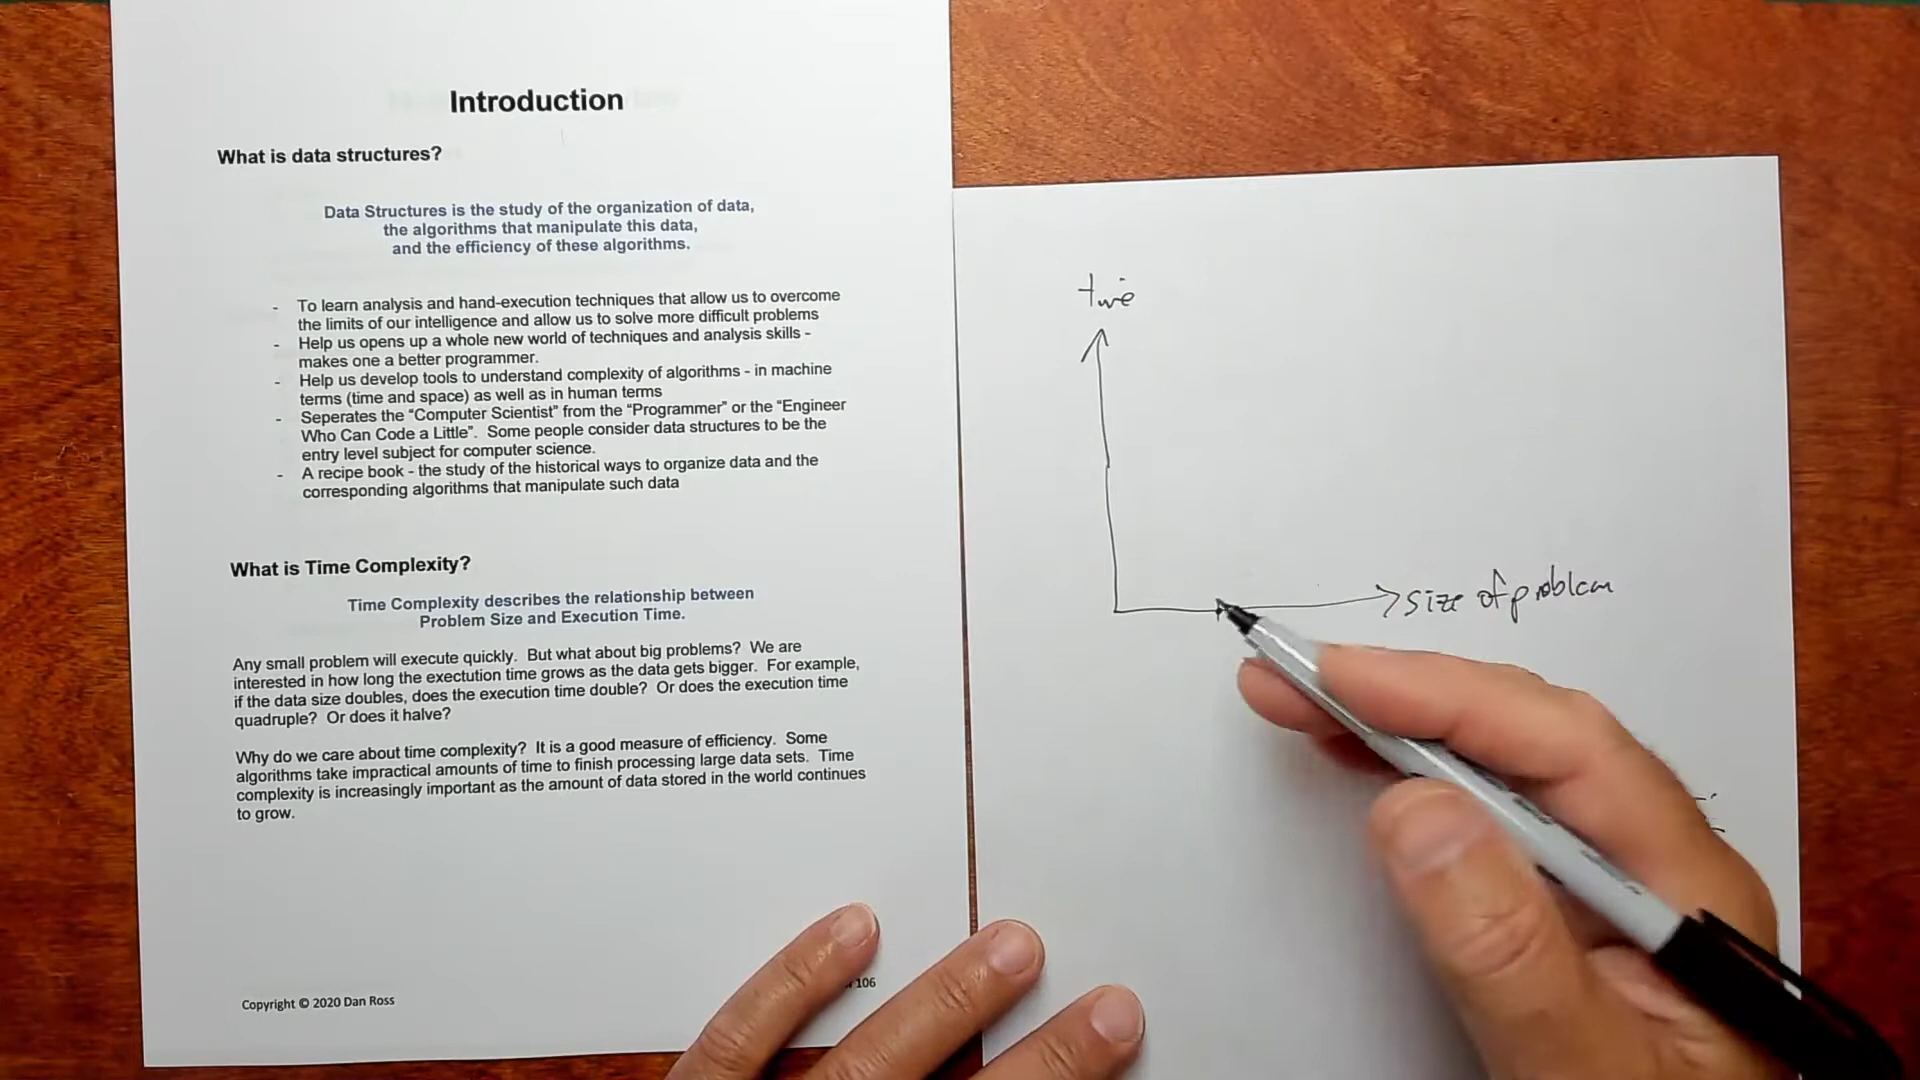 Introduction
What is data structures?
Data Structures is the study of the organization of data,
the algorithms that manipulate this data,
and the efficiency of these algorithms.
- To learn analysis and hand-execution techniques that allow us to overcome
the limits of our intelligence and allow us to solve more difficult problems
- Help us opens up a whole new world of techniques and analysis skills -
makes one a better programmer.
- Help us develop tools to understand complexity of algorithms - in machine
terms (time and space) as well as in human terms
- Seperates the “Computer Scientist” from the “Programmer” or the “Engineer
Who Can Code a Little”. Some people consider data structures to be the
entry level subject for computer science.
- A recipe book - the study of the historical ways to organize data and the
corresponding algorithms that manipulate such data
What is Time Complexity?
Time Complexity describes the relationship between
Problem Size and Execution Time.
Any small problem will execute quickly. But what about big problems? We are
interested in how long the exectution time grows as the data gets bigger. For example,
if the data size doubles, does the execution time double? Or does the execution time
quadruple? Or does it halve?
Why do we care about time complexity? It is a good measure of efficiency. Some
algorithms take impractical amounts of time to finish processing large data sets. Time
complexity is increasingly important as the amount of data stored in the world continues
to grow.
106
Copyright © 2020 Dan Ross
time
size of problem